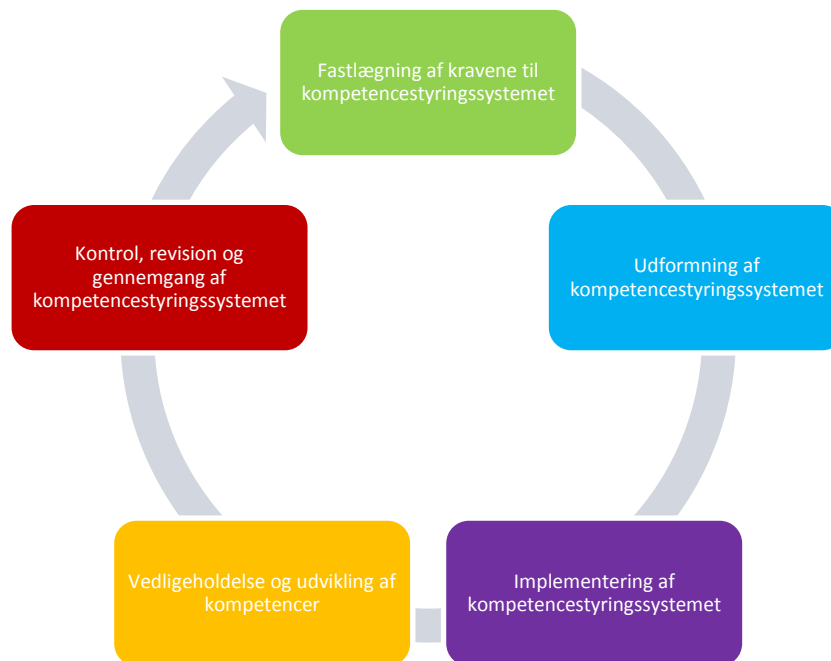 Fastlægning af kravene til
kompetencestyringssystemet
Udformning af
kompetencestyringssystemet
Implementering af
kompetencestyringssystemet
Vedligeholdelse og udvikling af
kompetencer
Kontrol, revision og
gennemgang af
kompetencestyringssystemet